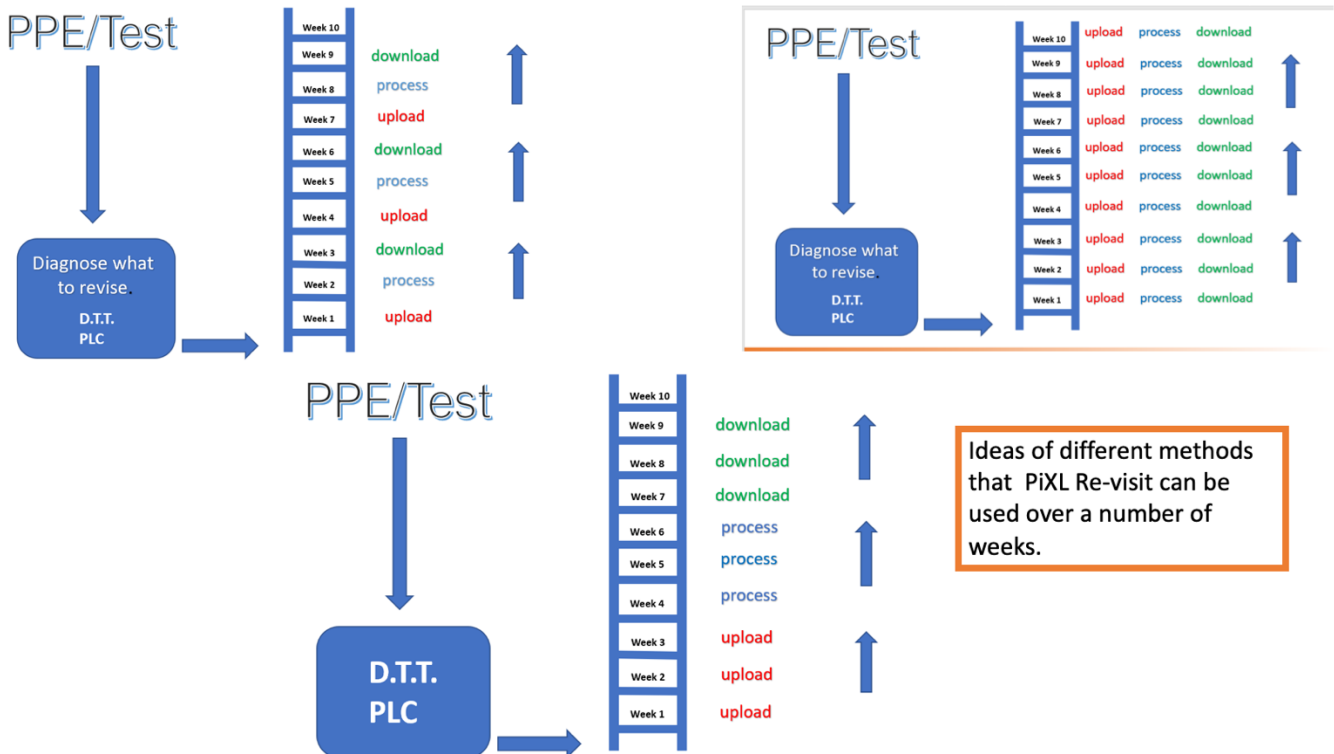 PPE/Test
Week 10
Week 9 download
Week 8 process
Week 7 upload
Week 6 download
Week 5 process
Week 4 upload
Week 3 download
Week 2 process
Week 1 upload
Diagnose what
to revise.
D.T.T.
PLC
PPE/Test
Week 10 upload process download
Week 9 upload process download
Week 8 upload process download
Week 7 upload process download
Week 6 upload process download
Week 5 upload process download
Week 4 upload process download
Week 3 upload process download
Week 2 upload process download
Week 1 upload process download
Diagnose what
to revise.
D.T.T.
PLC
PPE/Test
Week 10
Week 9 download
Week 8 download
Week 7 download
Week 6 process
Week 5 process
Week 4 process
Week 3 upload
Week 2 upload
Week 1 upload
D.T.T.
PLC
Ideas of different methods
that PiXL Re-visit can be
used over a number of
weeks.